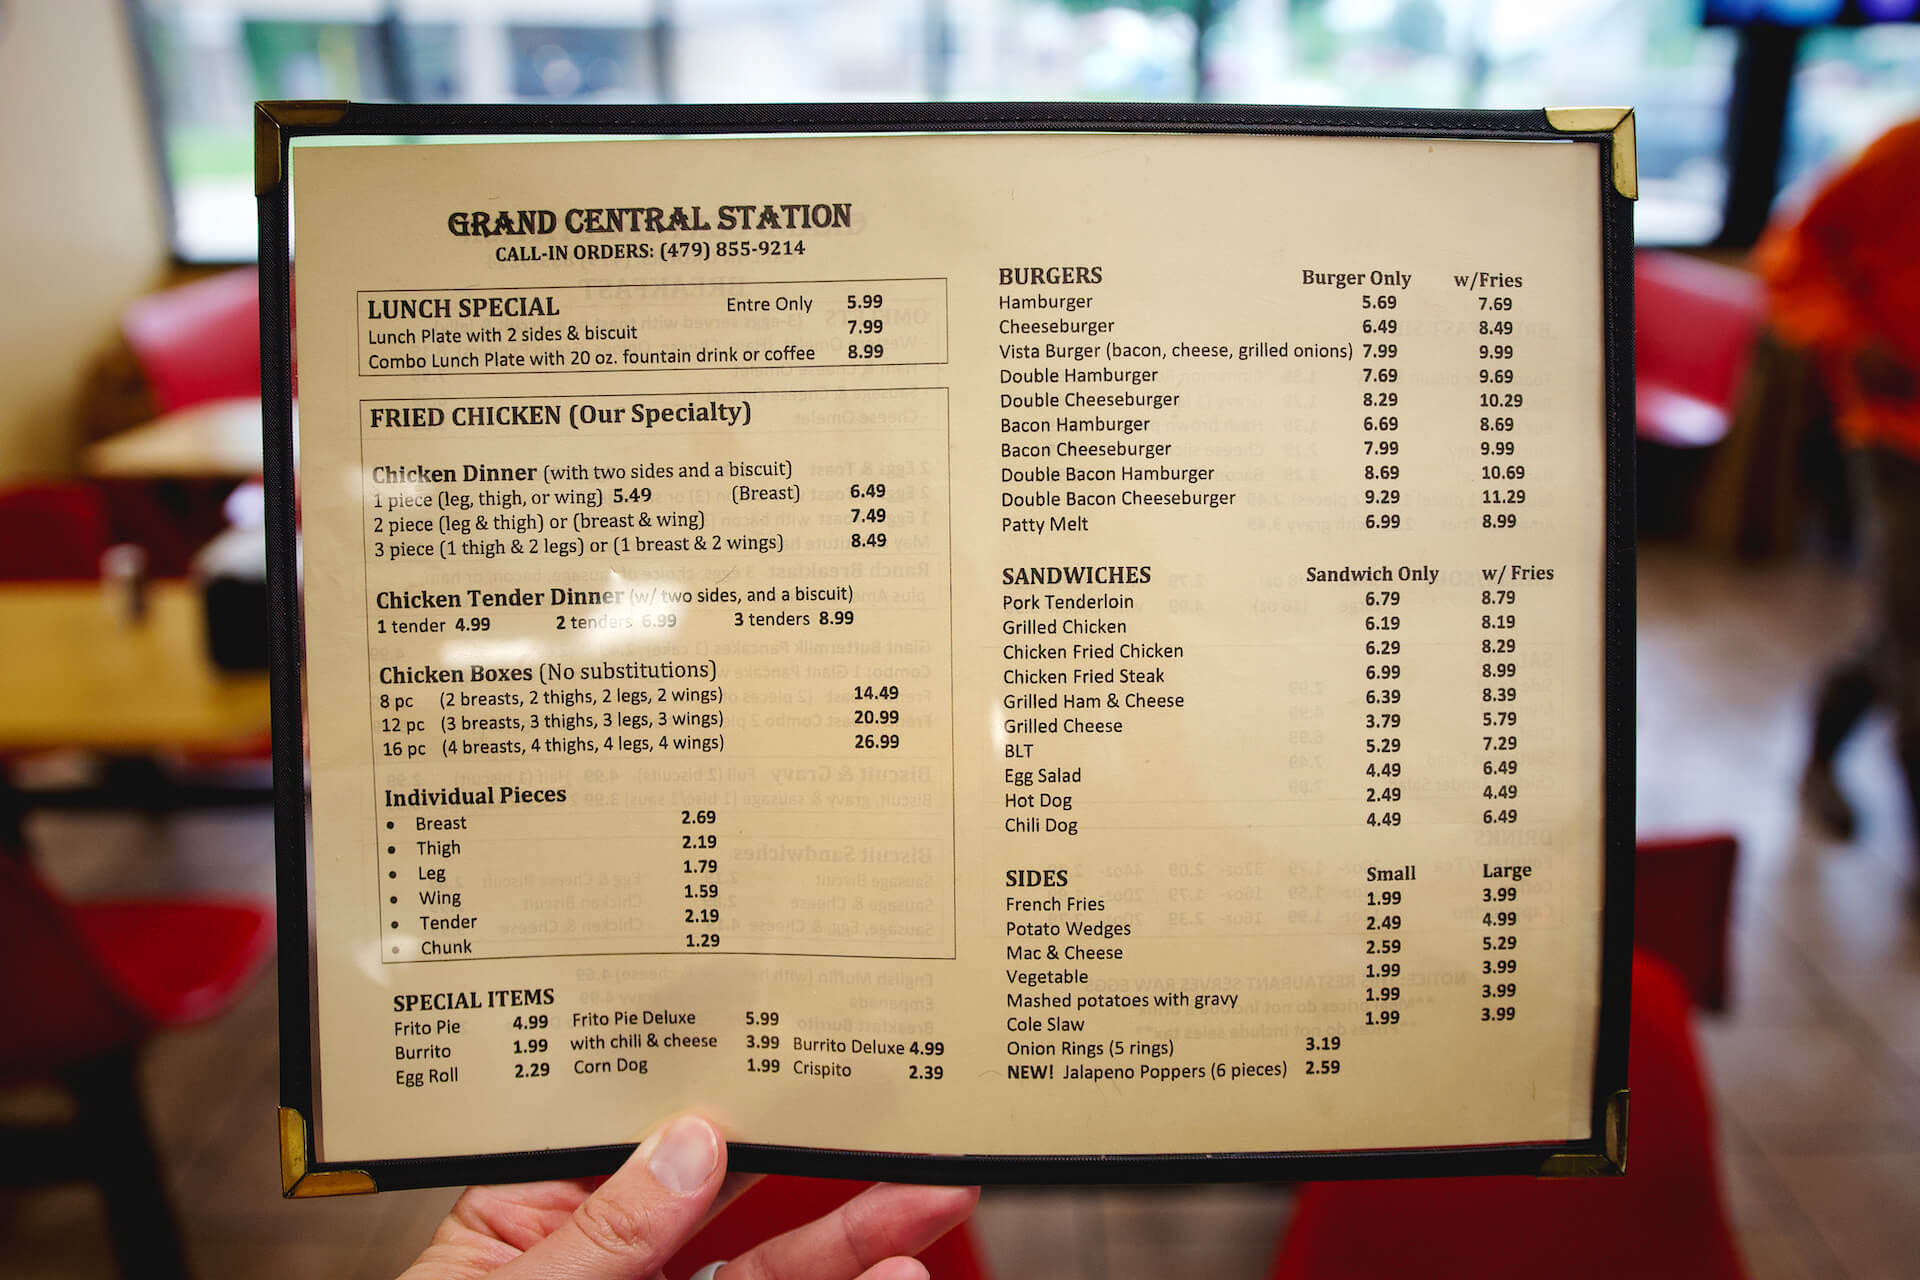 GRAND CENTRAL STATION
CALL-IN ORDERS: (479) 855-9214
LUNCH SPECIAL Entre Only 5.99
Lunch Plate with 2 sides & biscuit 7.99
Combo Lunch Plate with 20 oz. fountain drink or coffee 8.99
FRIED CHICKEN (Our Specialty)
Chicken Dinner (with two sides and a biscuit)
1 piece (leg, thigh, or wing) 5.49 (Breast) 6.49
2 piece (leg & thigh) or (breast & wing) 7.49
3 piece (1 thigh & 2 legs) or (1 breast & 2 wings) 8.49
Chicken Tender Dinner (w/ two sides, and a biscuit)
1 tender 4.99 2 tenders 6.99 3 tenders 8.99
Chicken Boxes (No substitutions)
8 pc (2 breasts, 2 thighs, 2 legs, 2 wings) 14.49
12 pc (3 breasts, 3 thighs, 3 legs, 3 wings) 20.99
16 pc (4 breasts, 4 thighs, 4 legs, 4 wings) 26.99
Individual Pieces
• Breast 2.69
• Thigh 2.19
• Leg 1.79
• Wing 1.59
• Tender 2.19
• Chunk 1.29
SPECIAL ITEMS
Frito Pie 4.99 Frito Pie Deluxe 5.99
Burrito 1.99 with chili & cheese 3.99 Burrito Deluxe 4.99
Egg Roll 2.29 Corn Dog 1.99 Crispito 2.39
BURGERS Burger Only w/Fries
Hamburger 5.69 7.69
Cheeseburger 6.49 8.49
Vista Burger (bacon, cheese, grilled onions) 7.99 9.99
Double Hamburger 7.69 9.69
Double Cheeseburger 8.29 10.29
Bacon Hamburger 6.69 8.69
Bacon Cheeseburger 7.99 9.99
Double Bacon Hamburger 8.69 10.69
Double Bacon Cheeseburger 9.29 11.29
Patty Melt 6.99 8.99
SANDWICHES Sandwich Only w/ Fries
Pork Tenderloin 6.79 8.79
Grilled Chicken 6.19 8.19
Chicken Fried Chicken 6.29 8.29
Chicken Fried Steak 6.99 8.99
Grilled Ham & Cheese 6.39 8.39
Grilled Cheese 3.79 5.79
BLT 5.29 7.29
Egg Salad 4.49 6.49
Hot Dog 2.49 4.49
Chili Dog 4.49 6.49
SIDES Small Large
French Fries 1.99 3.99
Potato Wedges 2.49 4.99
Mac & Cheese 2.59 5.29
Vegetable 1.99 3.99
Mashed potatoes with gravy 1.99 3.99
Cole Slaw 1.99 3.99
Onion Rings (5 rings) 3.19
NEW! Jalapeno Poppers (6 pieces) 2.59